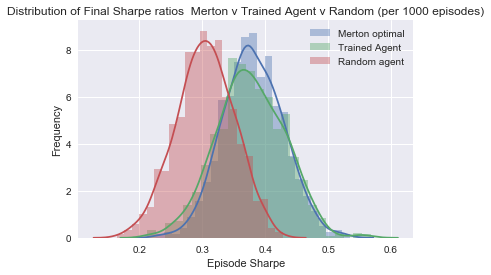 Distribution of Final Sharpe ratios  Merton v Trained Agent v Random (per 1000 episodes)
Merton optimal
Trained Agent
Random agent
Frequency
8
6
4
2
0
0.2 0.3 0.4 0.5 0.6
Episode Sharpe